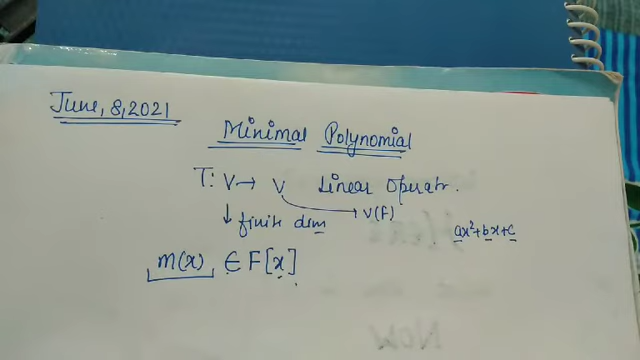 June, 8, 2021
Minimal Polynomial
T: V → V Linear Operatr.
↓ finite dim → V(F)
ax²+bx+c
m(x) ∈ F[x]